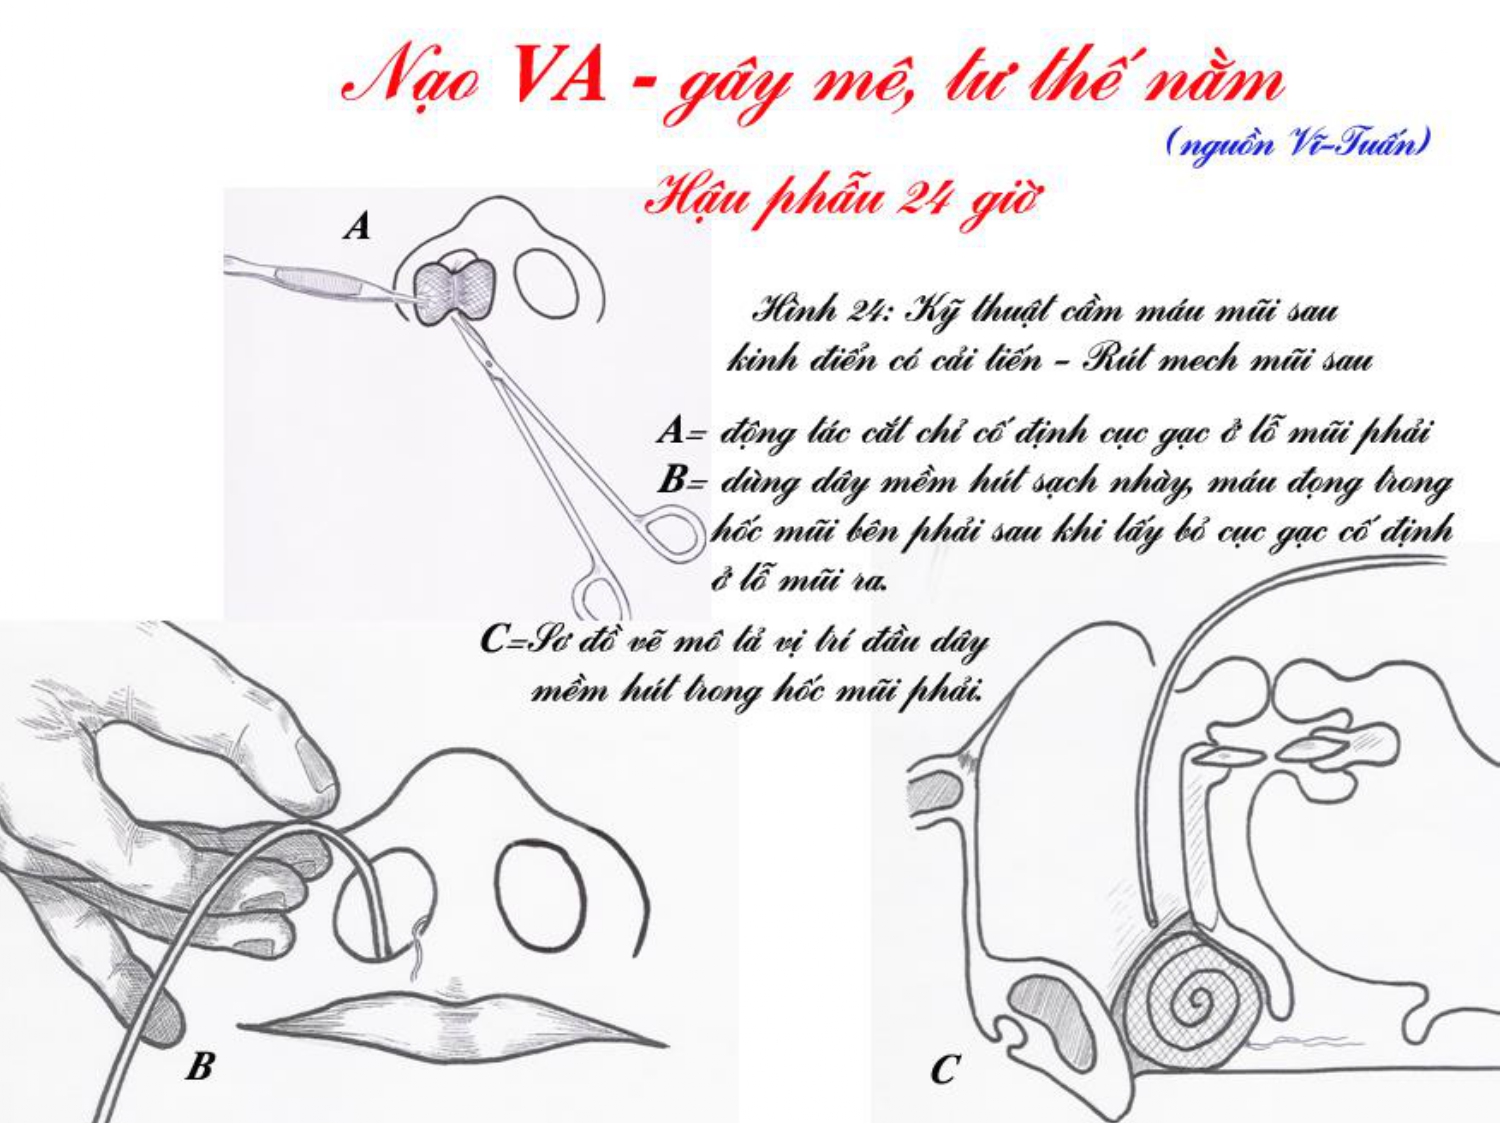 Nạo VA - gây mê, tư thế nằm
(nguồn Vĩ-Tuấn)
Hậu phẫu 24 giờ
A
Hình 24: Kỹ thuật cầm máu mũi sau
kinh điển có cải tiến - Rút mech mũi sau
A= động tác cắt chỉ cố định cục gạc ở lỗ mũi phải
B= dùng dây mềm hút sạch nhày, máu đọng trong
hốc mũi bên phải sau khi lấy bỏ cục gạc cố định
ở lỗ mũi ra.
C=Sơ đồ vẽ mô tả vị trí đầu dây
mềm hút trong hốc mũi phải.
B
C